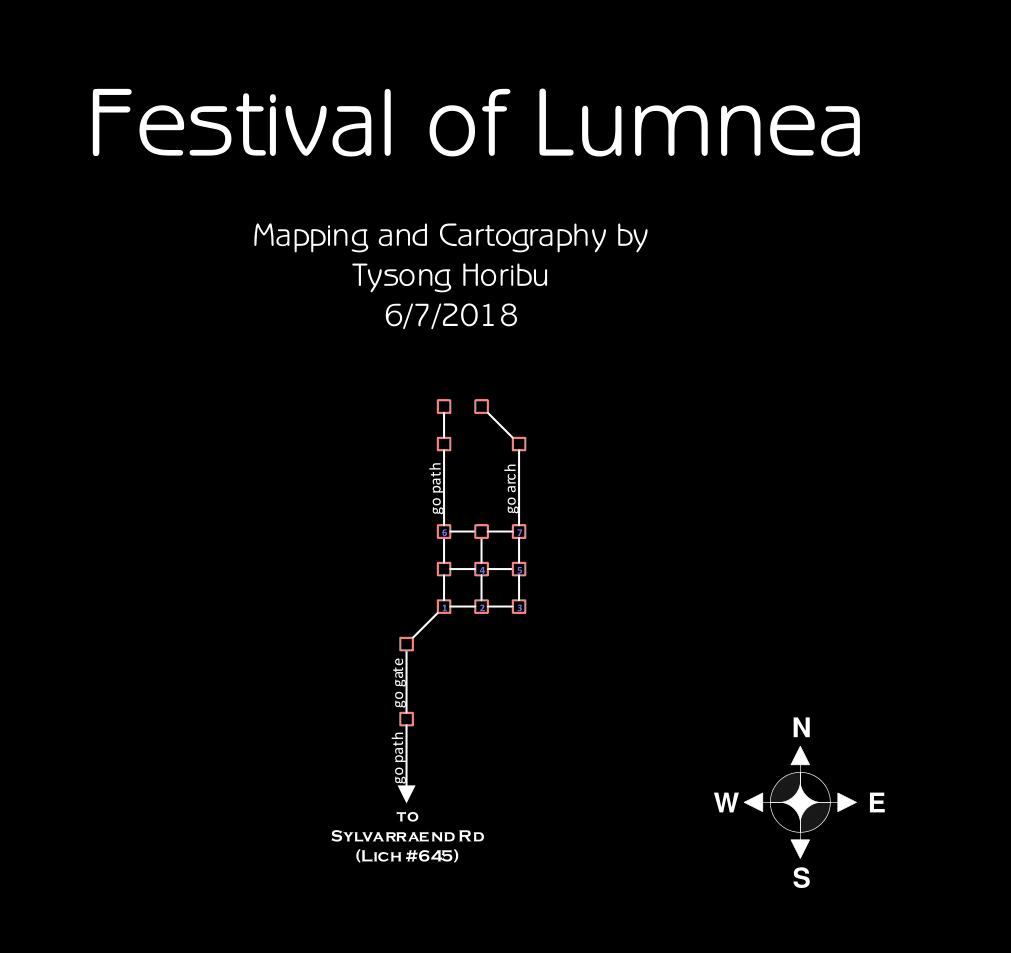 Festival of Lumnea
Mapping and Cartography by
Tysong Horibu
6/7/2018
go path
go arch
6
7
4
5
1
2
3
go gate
go path
N
W
E
S
TO
SYLVARRAEND RD
(LICH #645)